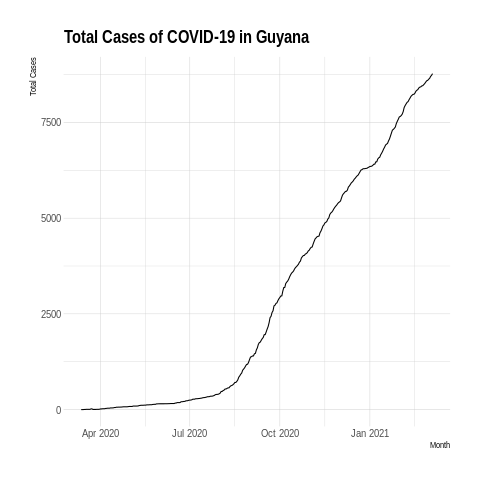 Total Cases of COVID-19 in Guyana
Total Cases
7500
5000
2500
0
Apr 2020 Jul 2020 Oct 2020 Jan 2021
Month